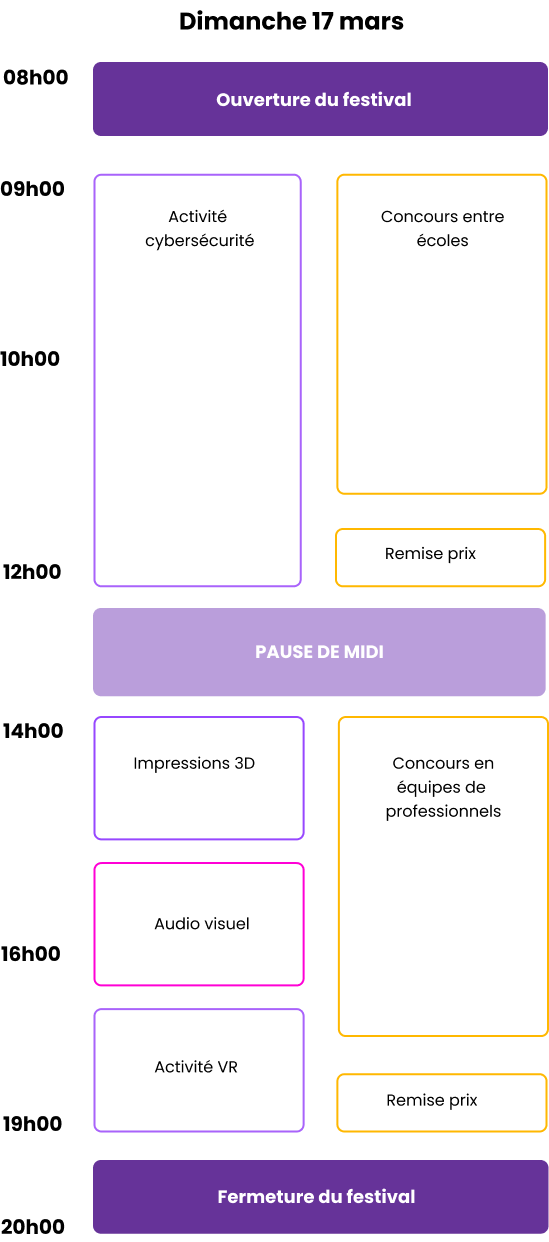 Dimanche 17 mars
08h00
Ouverture du festival
09h00
Activité
cybersécurité
Concours entre
écoles
10h00
Remise prix
12h00
PAUSE DE MIDI
14h00
Impressions 3D
Concours en
équipes de
professionnels
Audio visuel
16h00
Activité VR
Remise prix
19h00
Fermeture du festival
20h00